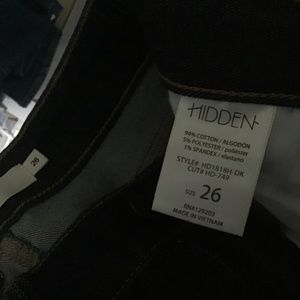 HIDDEN
94% COTTON / ALGODÓN
5% POLYESTER / poliéster
1% SPANDEX / elastano
STYLE# HD1818H-DK
CUT# HD-749
SIZE 26
RN#129203
MADE IN VIETNAM
26